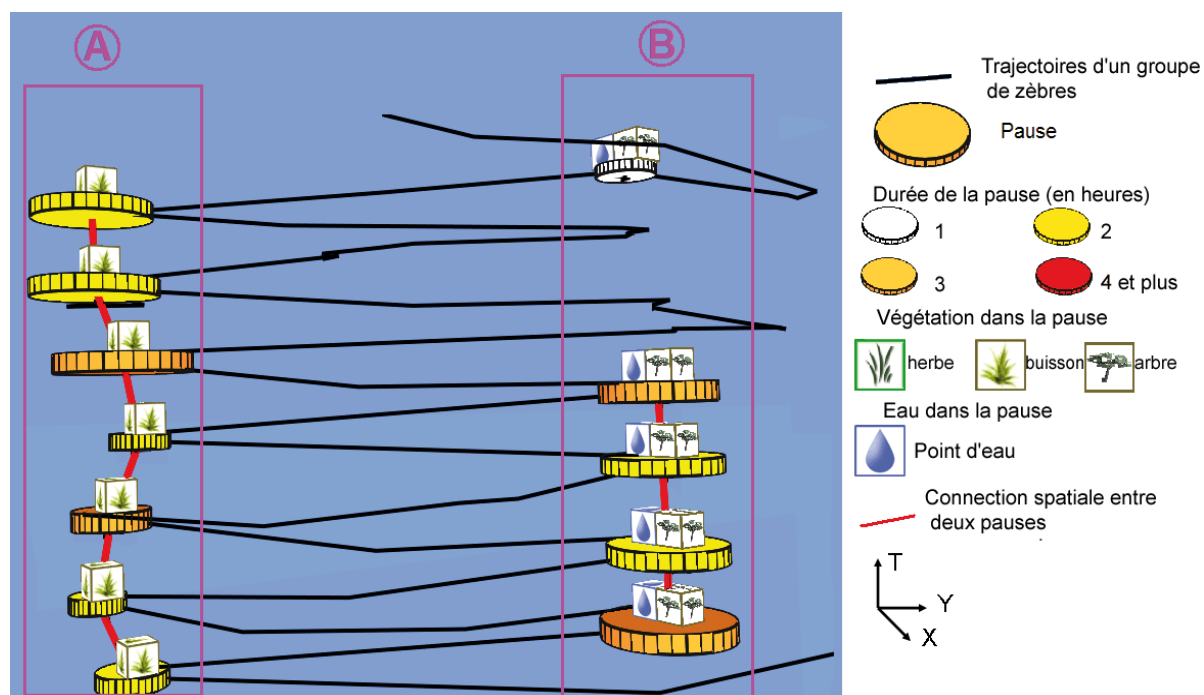 A
B
Trajectoires d'un groupe
de zèbres
Pause
Durée de la pause (en heures)
1
2
3
4 et plus
Végétation dans la pause
herbe
buisson
arbre
Eau dans la pause
Point d'eau
Connection spatiale entre
deux pauses
T
Y
X